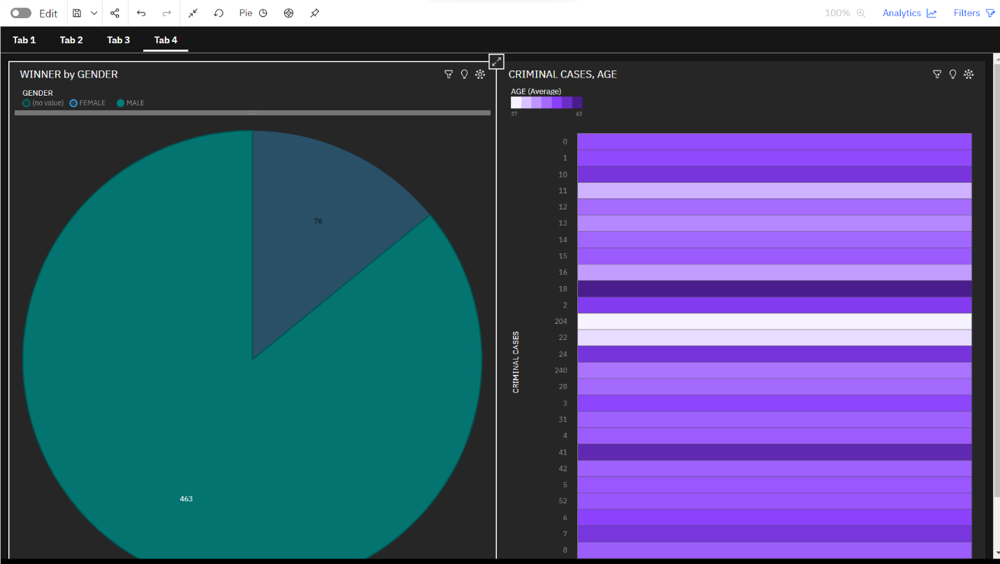 Edit
Pie
100%
Analytics
Filters
Tab 1
Tab 2
Tab 3
Tab 4
WINNER by GENDER
GENDER
(no value)
FEMALE
MALE
76
463
CRIMINAL CASES, AGE
AGE (Average)
37
63
CRIMINAL CASES
0
1
10
11
12
13
14
15
16
18
2
204
22
24
240
28
3
31
4
41
42
5
52
6
7
8